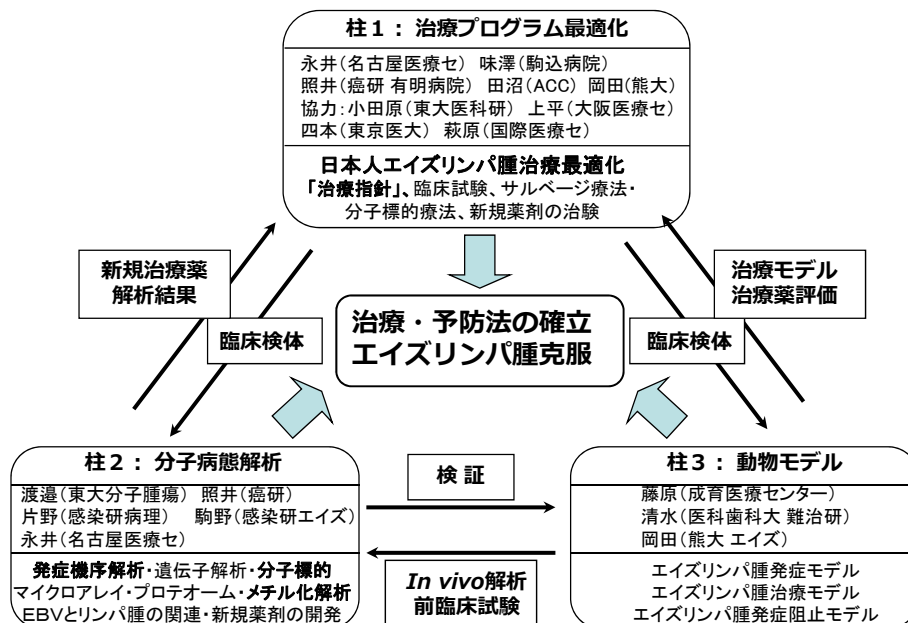 柱1：治療プログラム最適化
永井（名古屋医療セ） 味澤（駒込病院）
照井（癌研 有明病院） 田沼（ACC） 岡田（熊大）
協力：小田原（東大医科研） 上平（大阪医療セ）
四本（東京医大） 萩原（国際医療セ）
日本人エイズリンパ腫治療最適化
「治療指針」、臨床試験、サルベージ療法・
分子標的療法、新規薬剤の治験
新規治療薬
解析結果
臨床検体
治療・予防法の確立
エイズリンパ腫克服
治療モデル
治療薬評価
臨床検体
柱2：分子病態解析
渡邉（東大分子腫瘍） 照井（癌研）
片野（感染研病理） 駒野（感染研エイズ）
永井（名古屋医療セ）
発症機序解析・遺伝子解析・分子標的
マイクロアレイ・プロテオーム・メチル化解析
EBVとリンパ腫の関連・新規薬剤の開発
検 証
In vivo解析
前臨床試験
柱3：動物モデル
藤原（成育医療センター）
清水（医科歯科大 難治研）
岡田（熊大 エイズ）
エイズリンパ腫発症モデル
エイズリンパ腫治療モデル
エイズリンパ腫発症阻止モデル